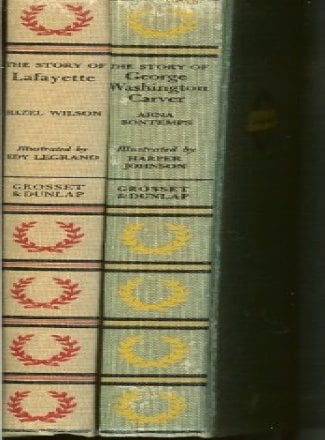 THE STORY OF
Lafayette
HAZEL WILSON
Illustrated by
EDY LEGRAND
GROSSET
& DUNLAP
THE STORY OF
George
Washington
Carver
ARNA
BONTEMPS
Illustrated by
HARPER
JOHNSON
GROSSET
& DUNLAP